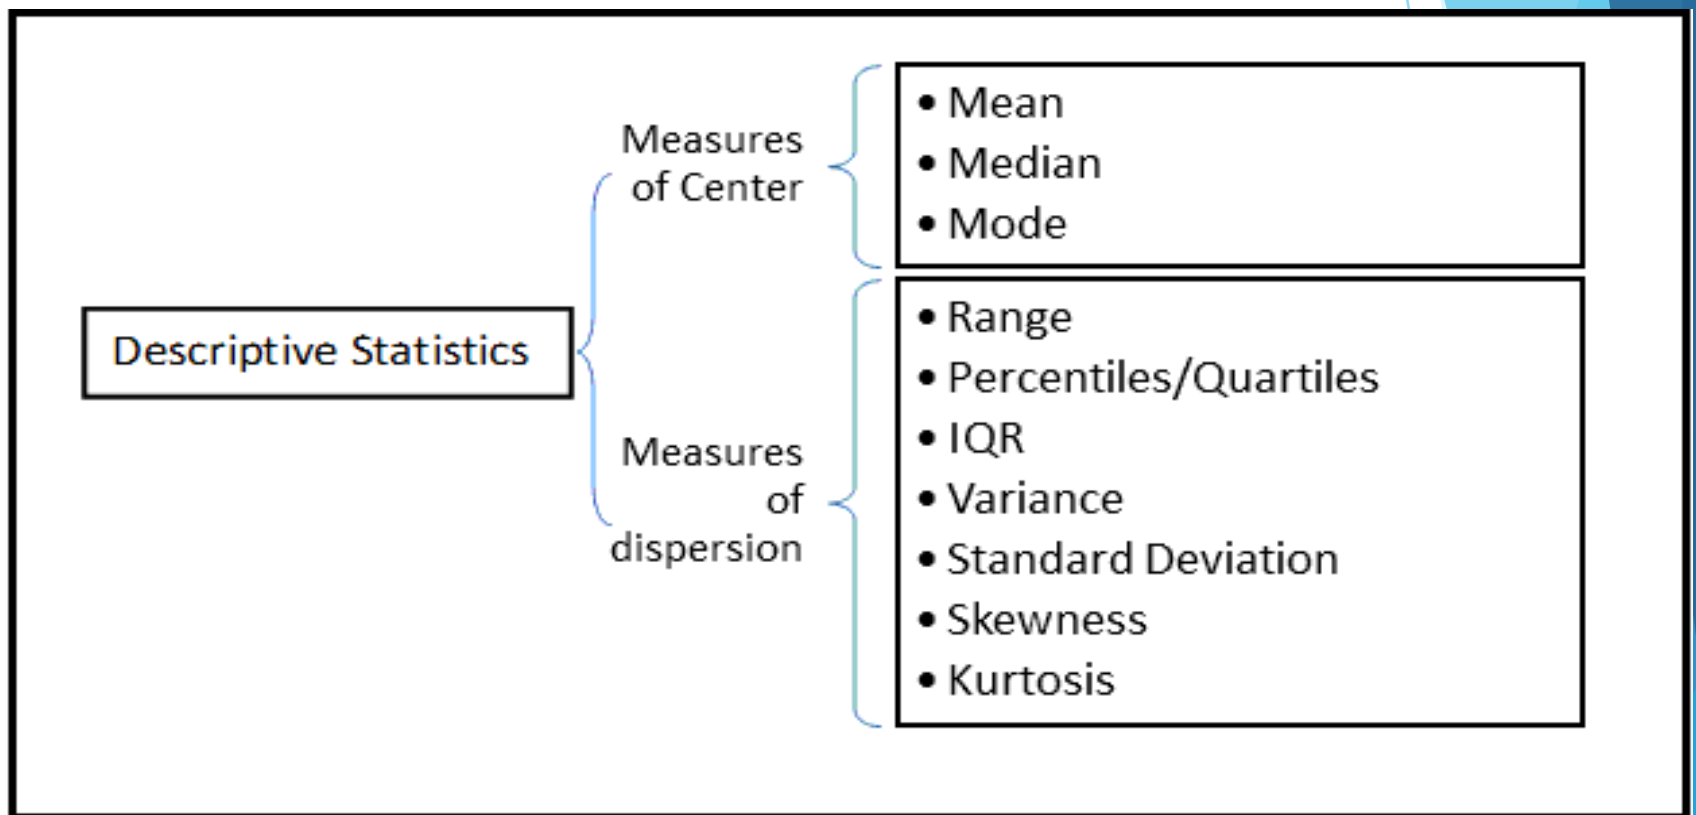 Descriptive Statistics
Measures
of Center
• Mean
• Median
• Mode
Measures
of
dispersion
• Range
• Percentiles/Quartiles
• IQR
• Variance
• Standard Deviation
• Skewness
• Kurtosis